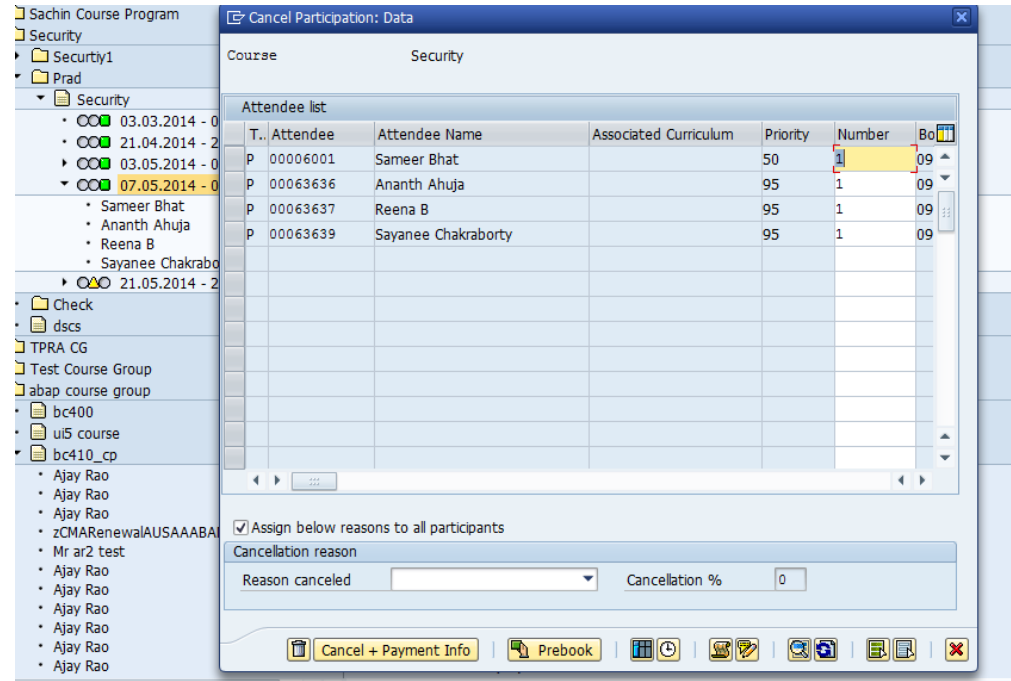 Sachin Course Program
Security
Securtiy1
Prad
Security
03.03.2014 - 0
21.04.2014 - 2
03.05.2014 - 0
07.05.2014 - 0
Sameer Bhat
Ananth Ahuja
Reena B
Sayanee Chakrabo
21.05.2014 - 2
Check
dscs
TPRA CG
Test Course Group
abap course group
bc400
ui5 course
bc410_cp
Ajay Rao
Ajay Rao
Ajay Rao
zCMARenewalAUSAAABAI
Mr ar2 test
Ajay Rao
Ajay Rao
Ajay Rao
Ajay Rao
Ajay Rao
Ajay Rao
Cancel Participation: Data
Course Security
Attendee list
T.. Attendee Attendee Name Associated Curriculum Priority Number Bo
P 00006001 Sameer Bhat 50 1 09
P 00063636 Ananth Ahuja 95 1 09
P 00063637 Reena B 95 1 09
P 00063639 Sayanee Chakraborty 95 1 09
Assign below reasons to all participants
Cancellation reason
Reason canceled Cancellation % 0
Cancel + Payment Info Prebook